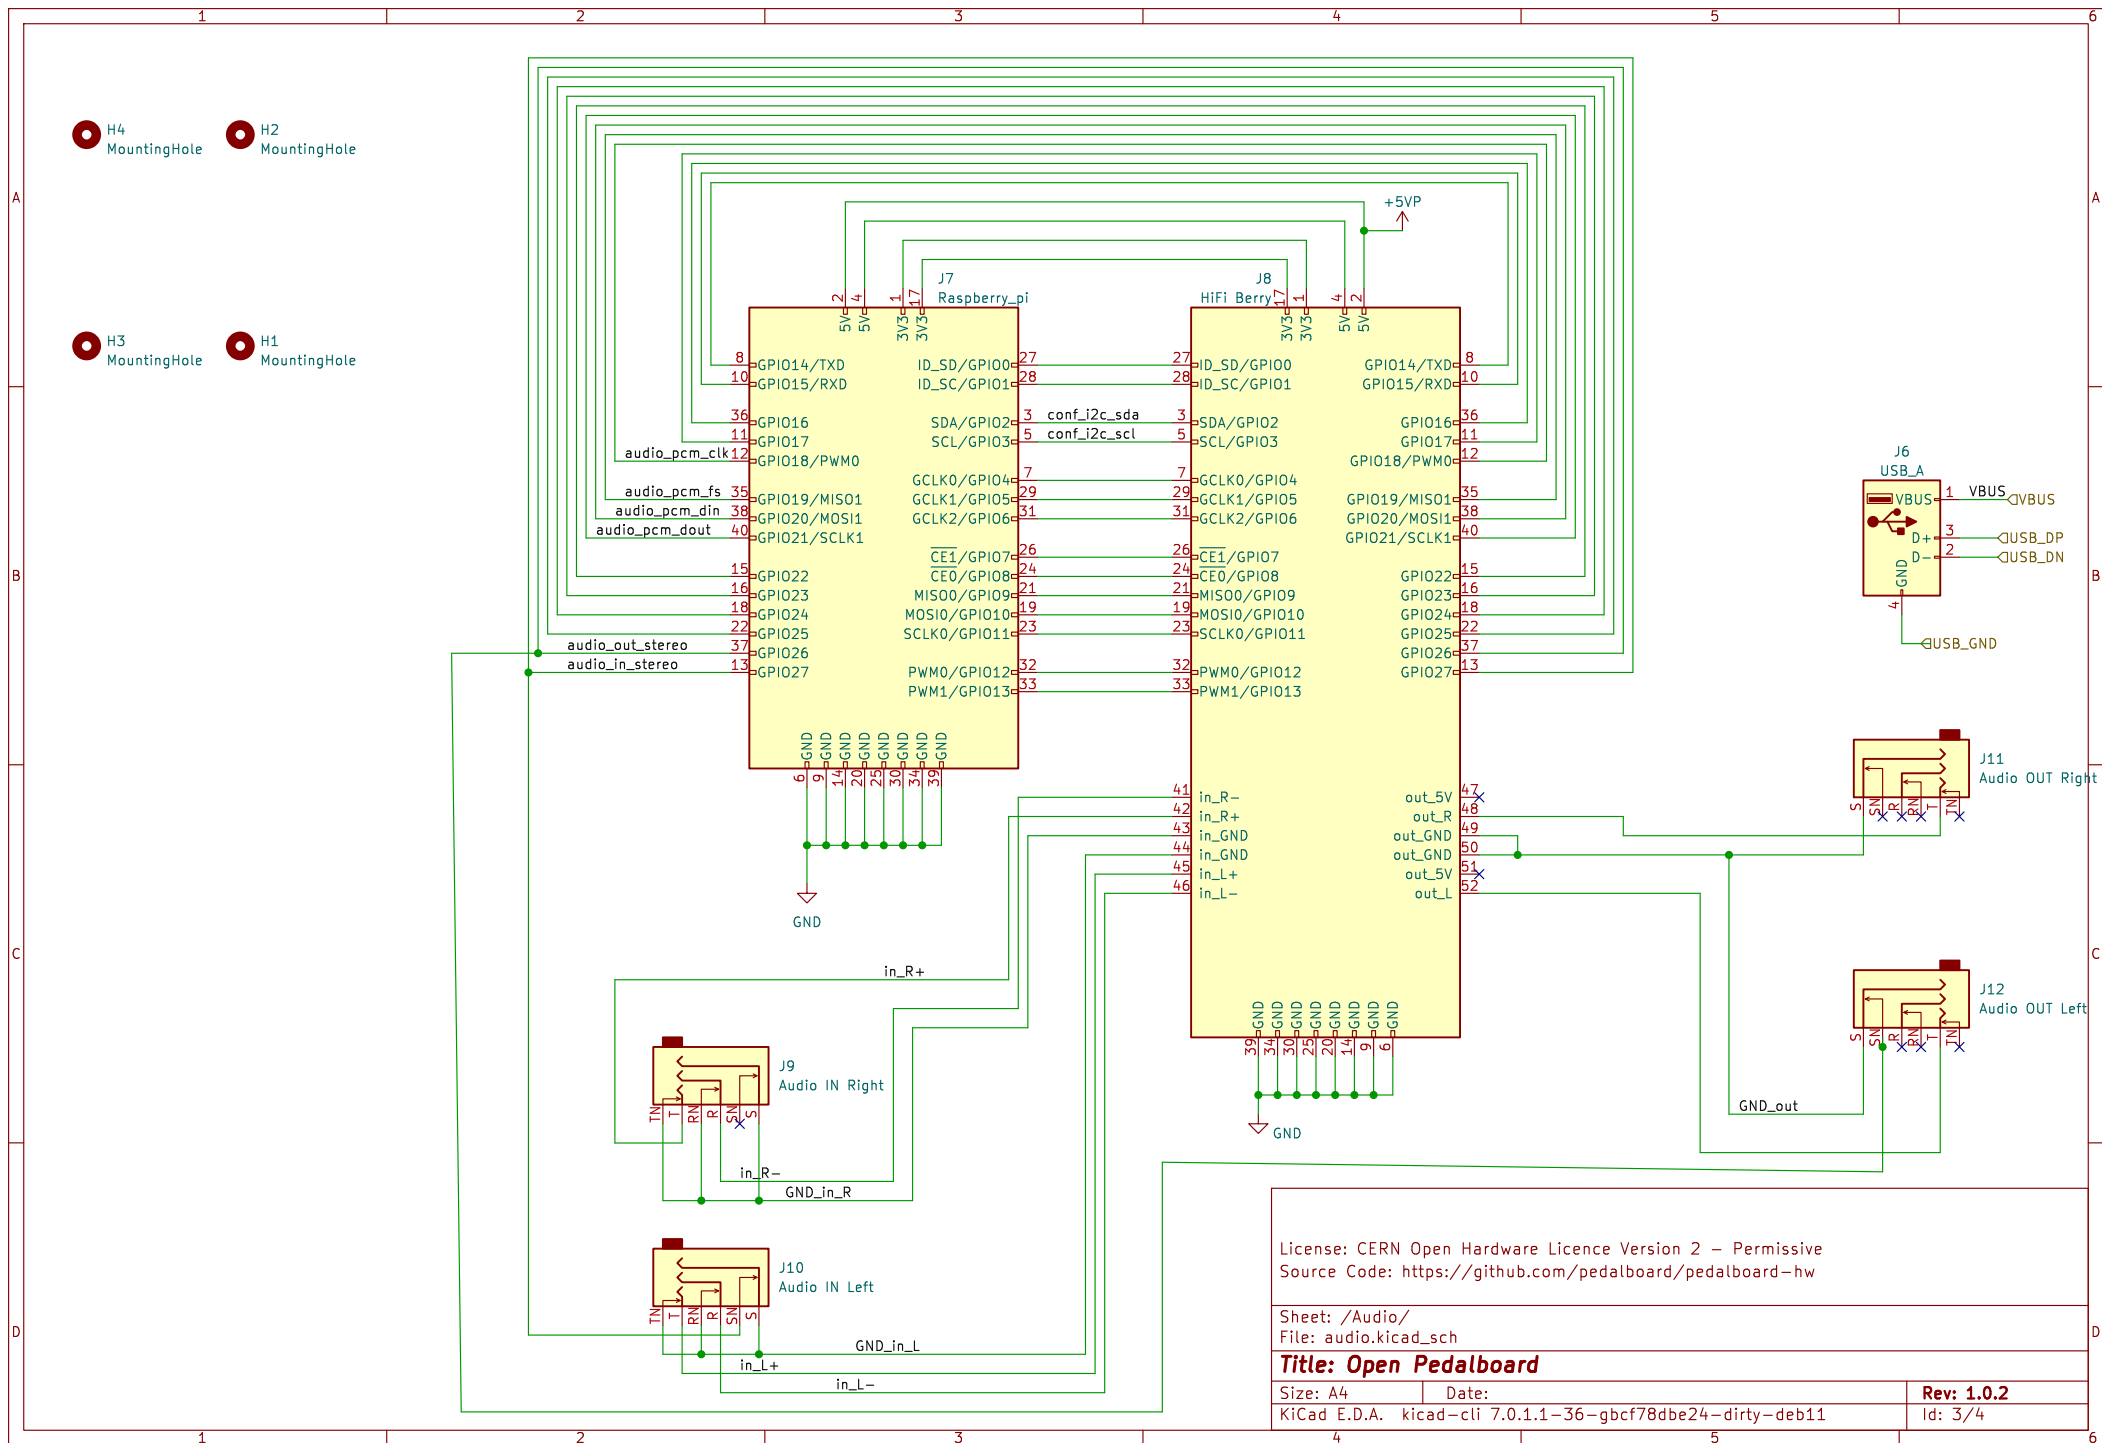 1 2 3 4 5 6
A
B
C
D
A
B
C
D
1 2 3 4 5 6
H4
MountingHole
H2
MountingHole
H3
MountingHole
H1
MountingHole
+5VP
J7
Raspberry_pi
2 4 1 17
5V 5V 3V3 3V3
8 GPIO14/TXD
10 GPIO15/RXD
36 GPIO16
11 GPIO17
audio_pcm_clk 12 GPIO18/PWM0
audio_pcm_fs 35 GPIO19/MISO1
audio_pcm_din 38 GPIO20/MOSI1
audio_pcm_dout 40 GPIO21/SCLK1
15 GPIO22
16 GPIO23
18 GPIO24
22 GPIO25
audio_out_stereo 37 GPIO26
audio_in_stereo 13 GPIO27
ID_SD/GPIO0 27
ID_SC/GPIO1 28
SDA/GPIO2 3 conf_i2c_sda
SCL/GPIO3 5 conf_i2c_scl
GCLK0/GPIO4 7
GCLK1/GPIO5 29
GCLK2/GPIO6 31
CE1/GPIO7 26
CE0/GPIO8 24
MISO0/GPIO9 21
MOSI0/GPIO10 19
SCLK0/GPIO11 23
PWM0/GPIO12 32
PWM1/GPIO13 33
GND GND GND GND GND GND GND GND
6 9 14 20 25 30 34 39
GND
J8
HiFi Berry
17 1 4 2
3V3 3V3 5V 5V
27 ID_SD/GPIO0
28 ID_SC/GPIO1
3 SDA/GPIO2
5 SCL/GPIO3
7 GCLK0/GPIO4
29 GCLK1/GPIO5
31 GCLK2/GPIO6
26 CE1/GPIO7
24 CE0/GPIO8
21 MISO0/GPIO9
19 MOSI0/GPIO10
23 SCLK0/GPIO11
32 PWM0/GPIO12
33 PWM1/GPIO13
41 in_R-
42 in_R+
43 in_GND
44 in_GND
45 in_L+
46 in_L-
GPIO14/TXD 8
GPIO15/RXD 10
GPIO16 36
GPIO17 11
GPIO18/PWM0 12
GPIO19/MISO1 35
GPIO20/MOSI1 38
GPIO21/SCLK1 40
GPIO22 15
GPIO23 16
GPIO24 18
GPIO25 22
GPIO26 37
GPIO27 13
out_5V 47
out_R 48
out_GND 49
out_GND 50
out_5V 51
out_L 52
GND GND GND GND GND GND GND GND
39 34 30 25 20 14 9 6
GND
J6
USB_A
VBUS 1 VBUS VBUS
D+ 3 USB_DP
D- 2 USB_DN
GND
4
USB_GND
J11
Audio OUT Right
S SN R RN T TN
J12
Audio OUT Left
S SN R RN T TN
GND_out
in_R+
J9
Audio IN Right
TN T RN R SN S
in_R-
GND_in_R
J10
Audio IN Left
TN T RN R SN S
GND_in_L
in_L+
in_L-
License: CERN Open Hardware Licence Version 2 - Permissive
Source Code: https://github.com/pedalboard/pedalboard-hw
Sheet: /Audio/
File: audio.kicad_sch
Title: Open Pedalboard
Size: A4 Date: Rev: 1.0.2
KiCad E.D.A. kicad-cli 7.0.1.1-36-gbcf78dbe24-dirty-deb11 Id: 3/4